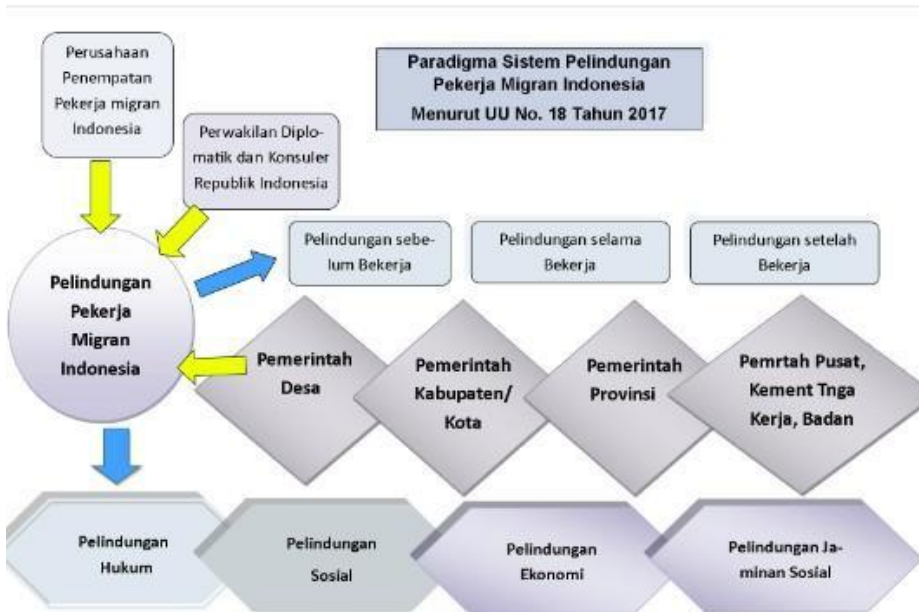 Perusahaan
Penempatan
Pekerja migran
Indonesia
Paradigma Sistem Pelindungan
Pekerja Migran Indonesia
Menurut UU No. 18 Tahun 2017
Perwakilan Diplo-
matik dan Konsuler
Republik Indonesia
Pelindungan sebe-
lum Bekerja
Pelindungan selama
Bekerja
Pelindungan setelah
Bekerja
Pelindungan
Pekerja
Migran
Indonesia
Pemerintah
Desa
Pemerintah
Kabupaten/
Kota
Pemerintah
Provinsi
Pemrtah Pusat,
Kement Tnga
Kerja, Badan
Pelindungan
Hukum
Pelindungan
Sosial
Pelindungan
Ekonomi
Pelindungan Ja-
minan Sosial